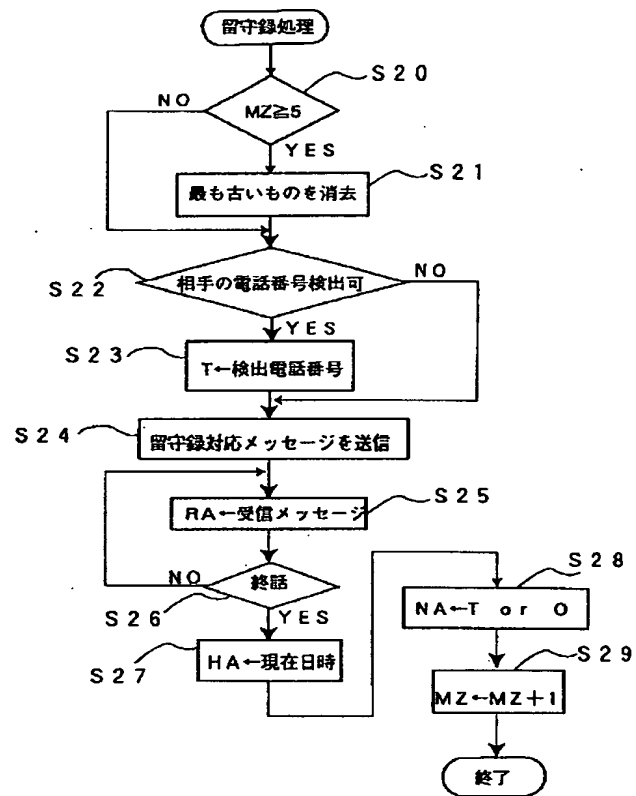 留守録処理
S20
MZ≧5
NO
YES
S21
最も古いものを消去
S22
相手の電話番号検出可
NO
YES
S23
T←検出電話番号
S24
留守録対応メッセージを送信
S25
RA←受信メッセージ
S26
終話
NO
YES
S27
HA←現在日時
S28
NA←T or 0
S29
MZ←MZ+1
終了